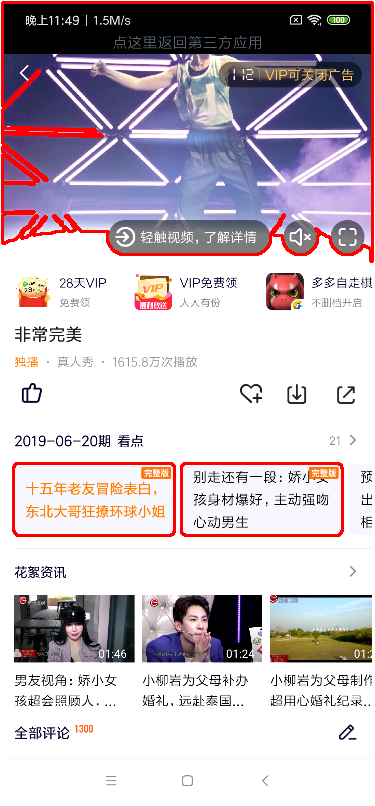 晚上11:49 | 1.5M/s
100
点这里返回第三方应用
112 | VIP可关闭广告
轻触视频，了解详情
28天VIP
免费领
VIP免费领
人人有份
多多自走棋
不删档开启
非常完美
独播 · 真人秀 · 1615.8万次播放
2019-06-20期 看点
21
完整版
十五年老友冒险表白，
东北大哥狂撩环球小姐
完整版
别走还有一段：娇小女
孩身材爆好，主动强吻
心动男生
预
出
相
花絮资讯
01:46
01:24
男友视角：娇小女
孩超会照顾人，…
小柳岩为父母补办
婚礼，远赴泰国…
小柳岩为父母
超用心婚礼纪录…
全部评论 1300